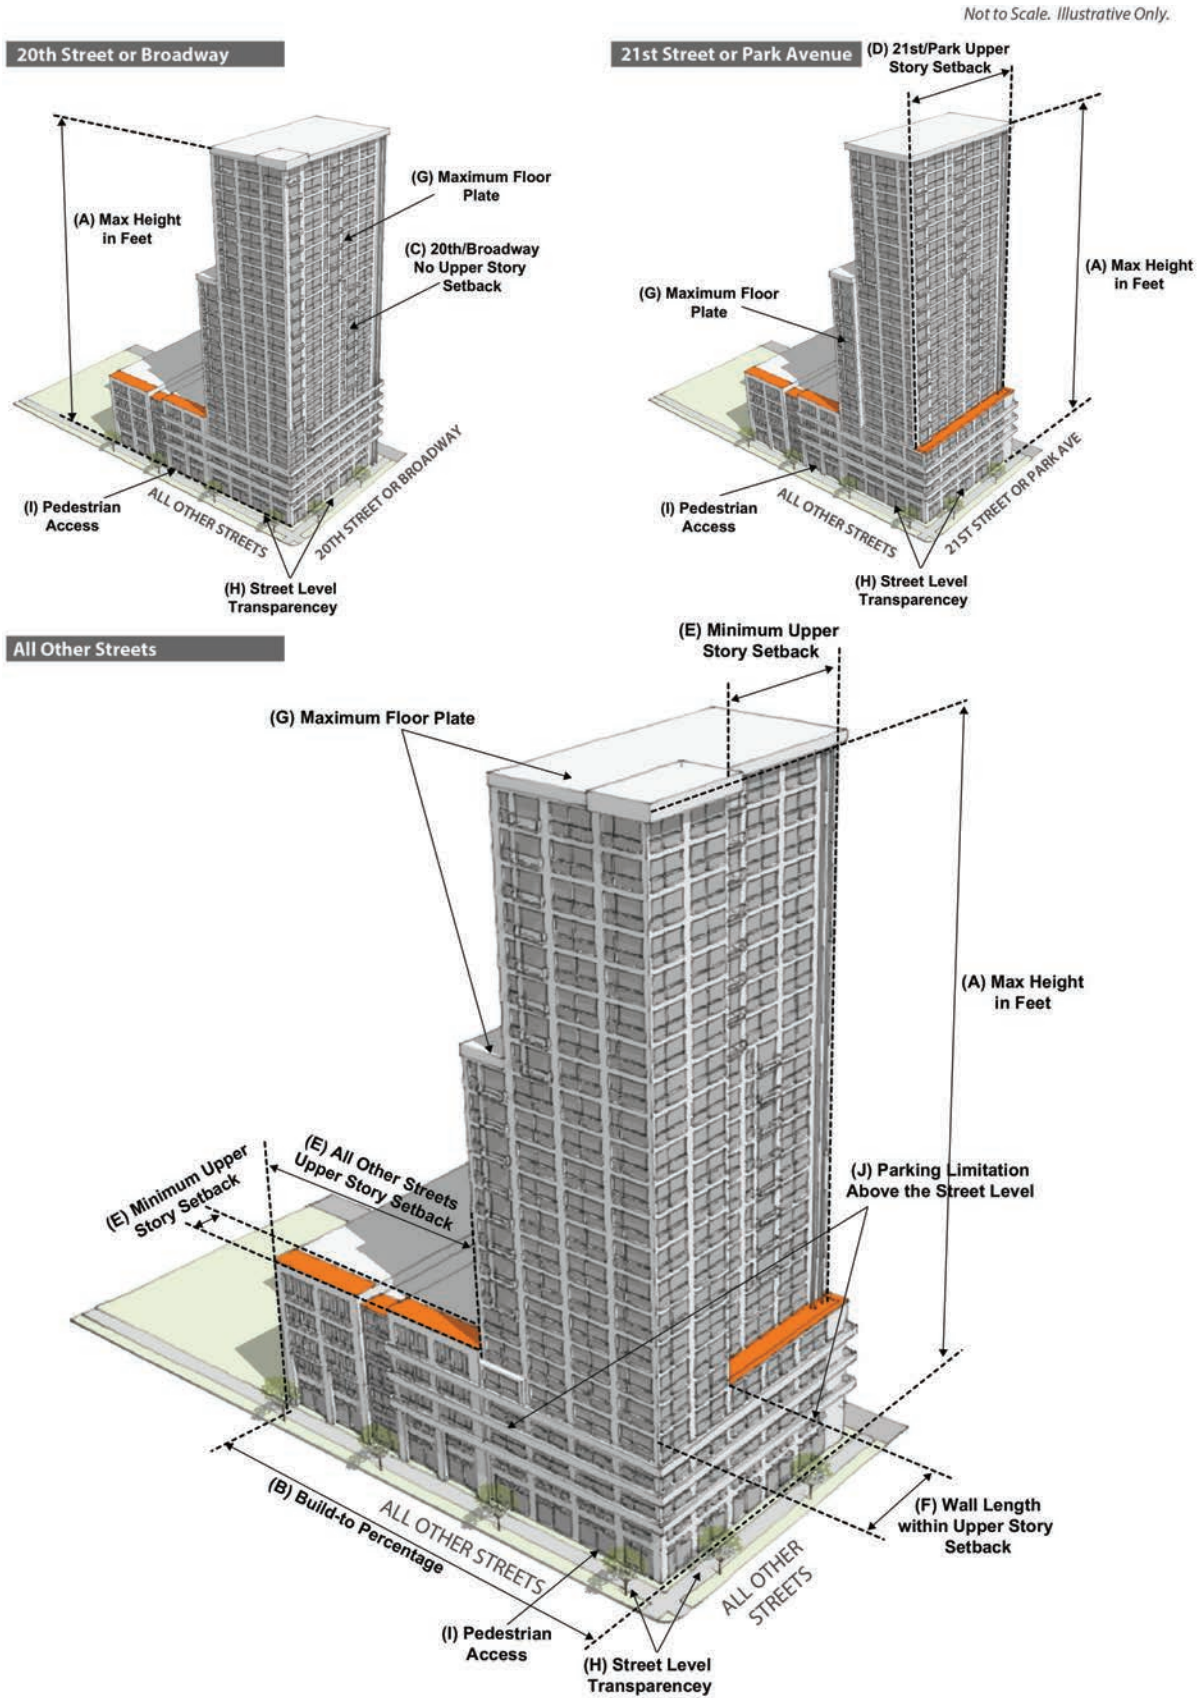 Not to Scale.  Illustrative Only.
20th Street or Broadway
(A) Max Height
in Feet
(G) Maximum Floor
Plate
(C) 20th/Broadway
No Upper Story
Setback
(I) Pedestrian
Access
ALL OTHER STREETS
20TH STREET OR BROADWAY
(H) Street Level
Transparencey
21st Street or Park Avenue
(D) 21st/Park Upper
Story Setback
(G) Maximum Floor
Plate
(A) Max Height
in Feet
(I) Pedestrian
Access
ALL OTHER STREETS
21ST STREET OR PARK AVE
(H) Street Level
Transparencey
All Other Streets
(E) Minimum Upper
Story Setback
(G) Maximum Floor Plate
(A) Max Height
in Feet
(E) Minimum Upper
Story Setback
(E) All Other Streets
Upper Story Setback
(J) Parking Limitation
Above the Street Level
(B) Build-to Percentage
ALL OTHER STREETS
ALL OTHER
STREETS
(F) Wall Length
within Upper Story
Setback
(I) Pedestrian
Access
(H) Street Level
Transparencey